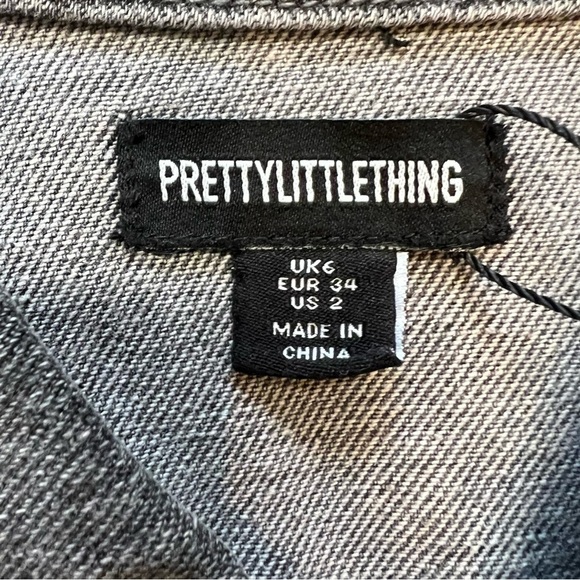 PRETTYLITTLETHING
UK6
EUR 34
US 2
MADE IN
CHINA